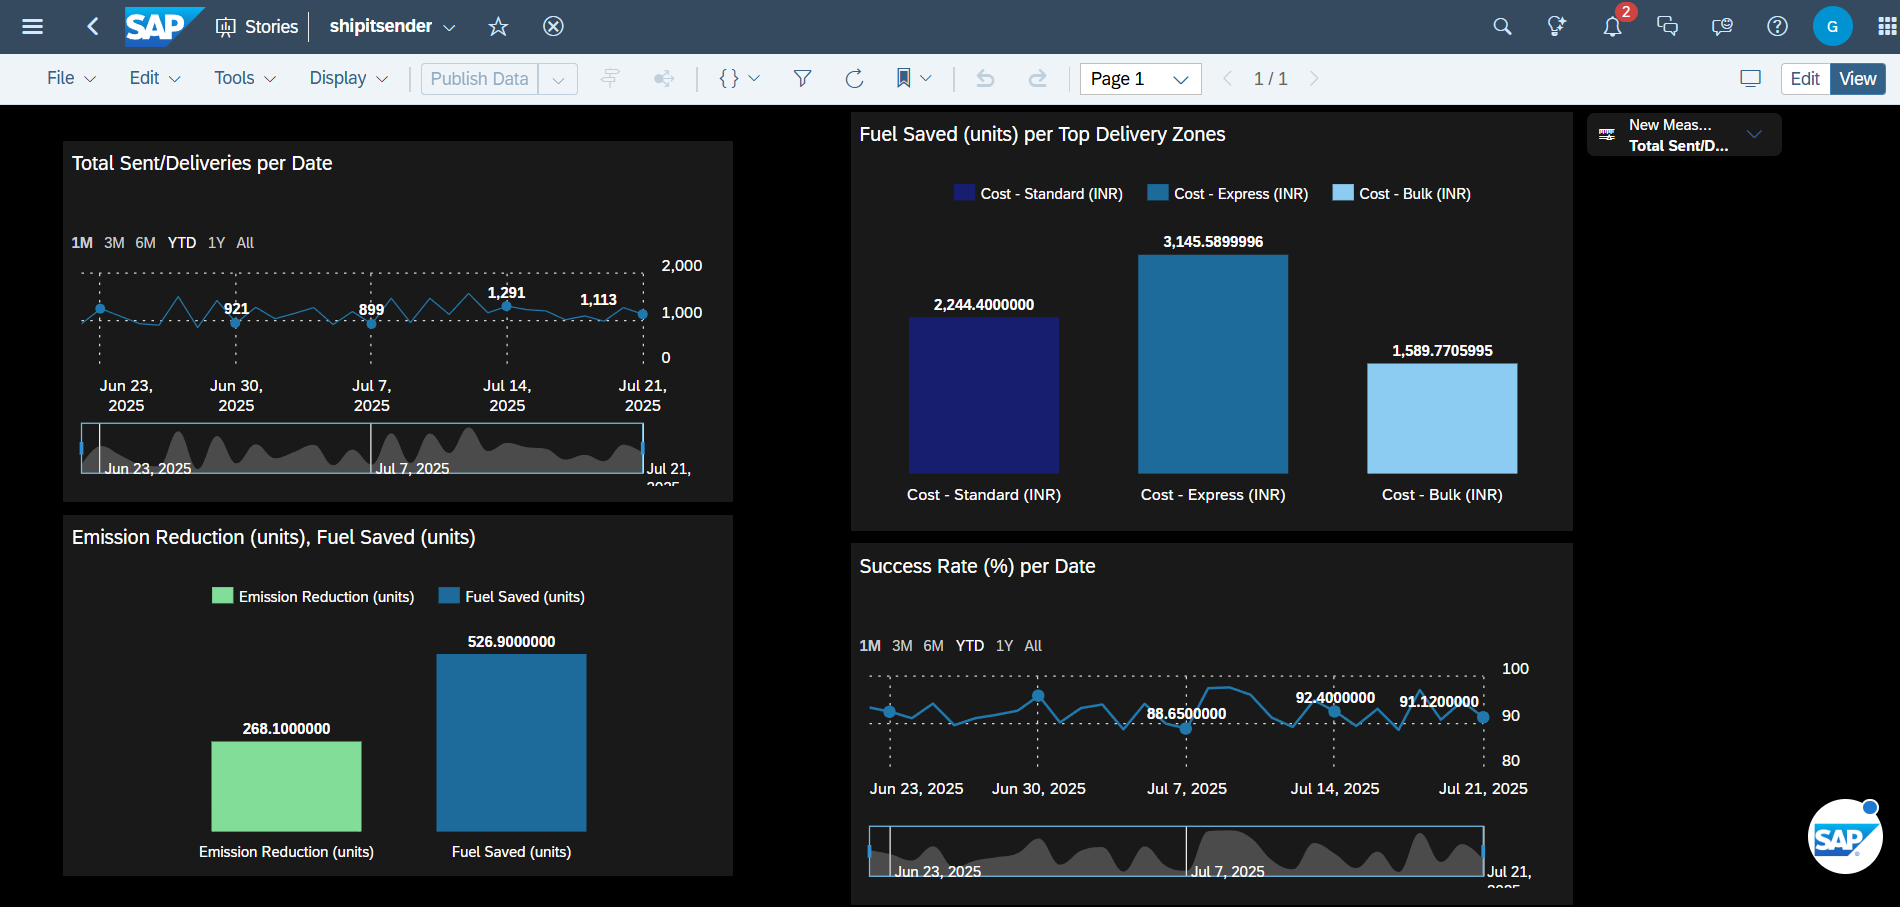 SAP Stories shipitsender 2 G
File Edit Tools Display Publish Data { } Page 1 1 / 1 Edit View
Total Sent/Deliveries per Date
1M 3M 6M YTD 1Y All
2,000
1,000
0
921
899
1,291
1,113
Jun 23, 2025
Jun 30, 2025
Jul 7, 2025
Jul 14, 2025
Jul 21, 2025
Jun 23, 2025
Jul 7, 2025
Jul 21, 2025
Fuel Saved (units) per Top Delivery Zones
Cost - Standard (INR) Cost - Express (INR) Cost - Bulk (INR)
2,244.4000000
3,145.5899996
1,589.7705995
Cost - Standard (INR) Cost - Express (INR) Cost - Bulk (INR)
New Meas...
Total Sent/D...
Emission Reduction (units), Fuel Saved (units)
Emission Reduction (units) Fuel Saved (units)
268.1000000
526.9000000
Emission Reduction (units) Fuel Saved (units)
Success Rate (%) per Date
1M 3M 6M YTD 1Y All
100
90
80
88.6500000
92.4000000
91.1200000
Jun 23, 2025 Jun 30, 2025 Jul 7, 2025 Jul 14, 2025 Jul 21, 2025
Jun 23, 2025
Jul 7, 2025
Jul 21, 2025
SAP